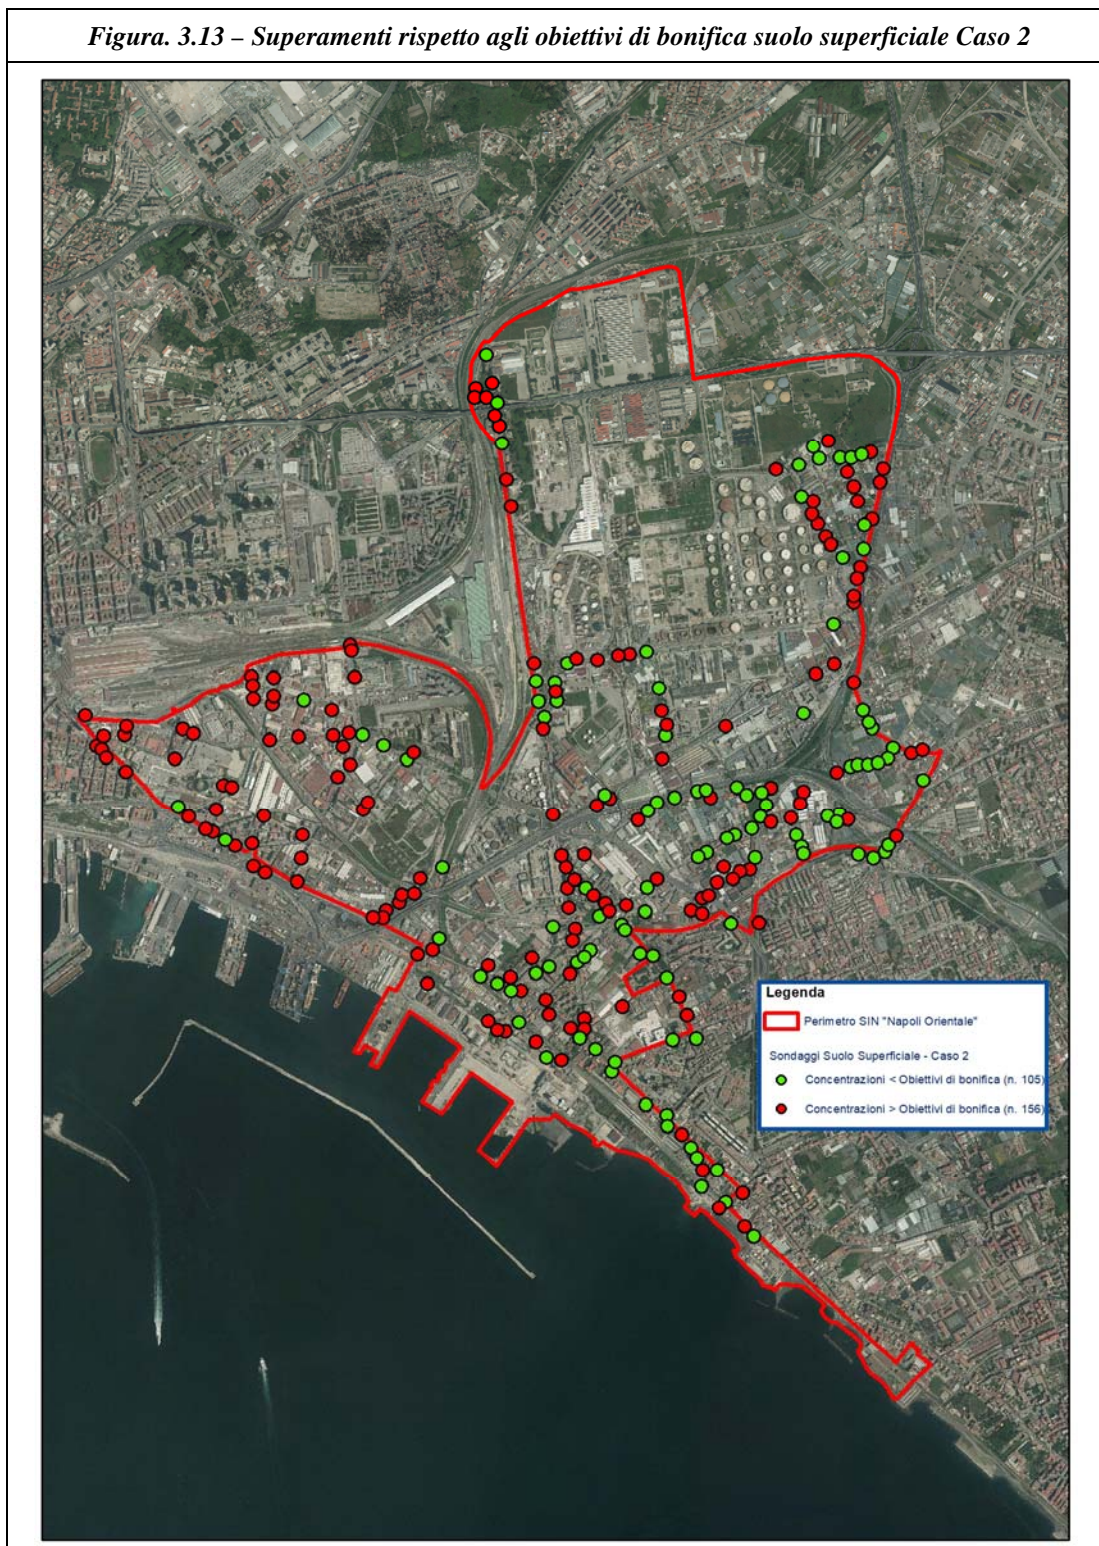 Figura. 3.13 – Superamenti rispetto agli obiettivi di bonifica suolo superficiale Caso 2
Legenda
Perimetro SIN "Napoli Orientale"
Sondaggi Suolo Superficiale - Caso 2
Concentrazioni < Obiettivi di bonifica (n. 105)
Concentrazioni > Obiettivi di bonifica (n. 156)